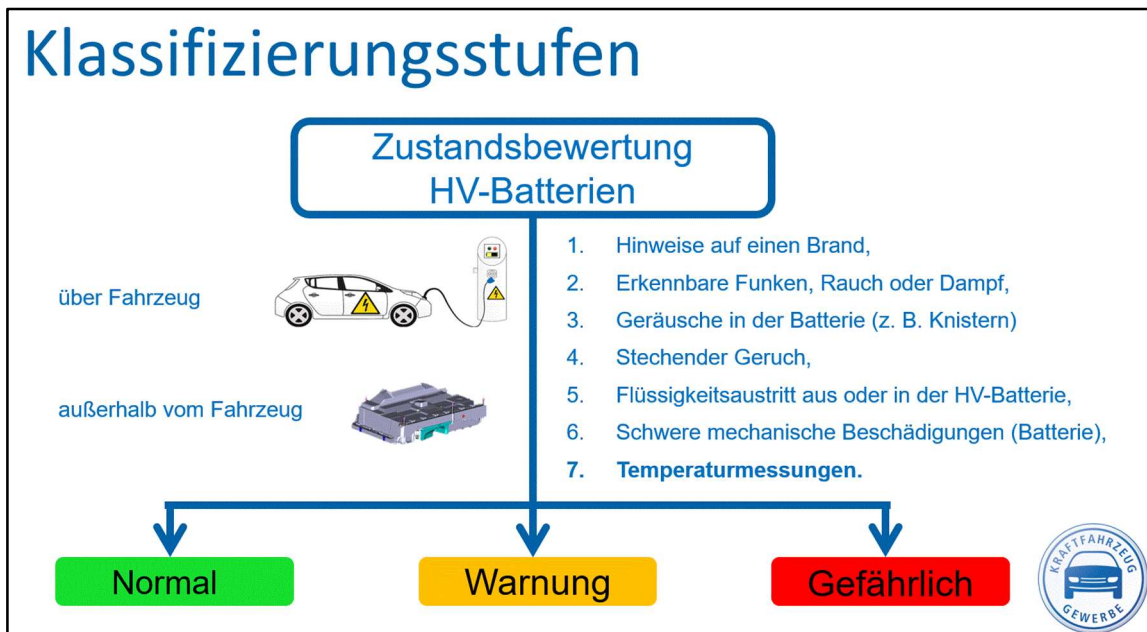 Klassifizierungsstufen
Zustandsbewertung
HV-Batterien
über Fahrzeug
außerhalb vom Fahrzeug
1. Hinweise auf einen Brand,
2. Erkennbare Funken, Rauch oder Dampf,
3. Geräusche in der Batterie (z. B. Knistern)
4. Stechender Geruch,
5. Flüssigkeitsaustritt aus oder in der HV-Batterie,
6. Schwere mechanische Beschädigungen (Batterie),
7. Temperaturmessungen.
Normal
Warnung
Gefährlich
KRAFTFAHRZEUG
GEWERBE